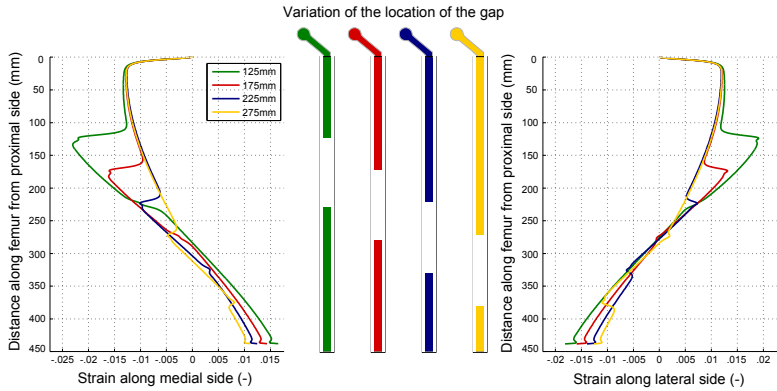 Variation of the location of the gap
Distance along femur from proximal side (mm)
0
50
100
150
200
250
300
350
400
450
-.025 -.02 -.015 -.01 -.005 0 .005 .01 .015
Strain along medial side (-)
125mm
175mm
225mm
275mm
Distance along femur from proximal side (mm)
0
50
100
150
200
250
300
350
400
450
-.02 -.015 -.01 -.005 0 .005 .01 .015 .02
Strain along lateral side (-)